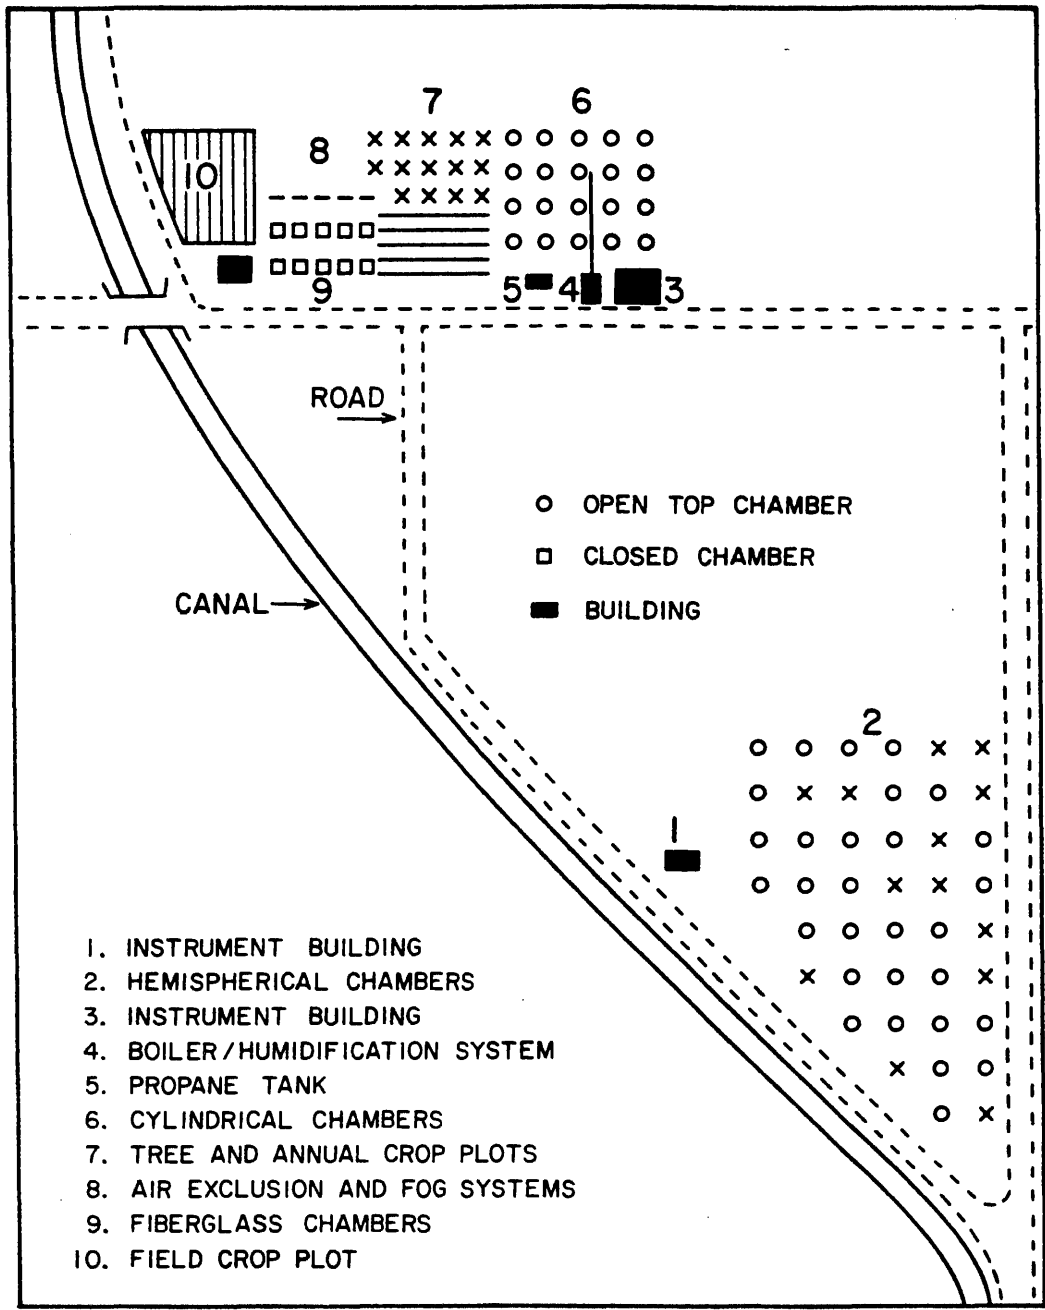 7
6
8
10
9
5
4
3
ROAD
OPEN TOP CHAMBER
CLOSED CHAMBER
CANAL
BUILDING
2
1
1. INSTRUMENT BUILDING
2. HEMISPHERICAL CHAMBERS
3. INSTRUMENT BUILDING
4. BOILER/HUMIDIFICATION SYSTEM
5. PROPANE TANK
6. CYLINDRICAL CHAMBERS
7. TREE AND ANNUAL CROP PLOTS
8. AIR EXCLUSION AND FOG SYSTEMS
9. FIBERGLASS CHAMBERS
10. FIELD CROP PLOT